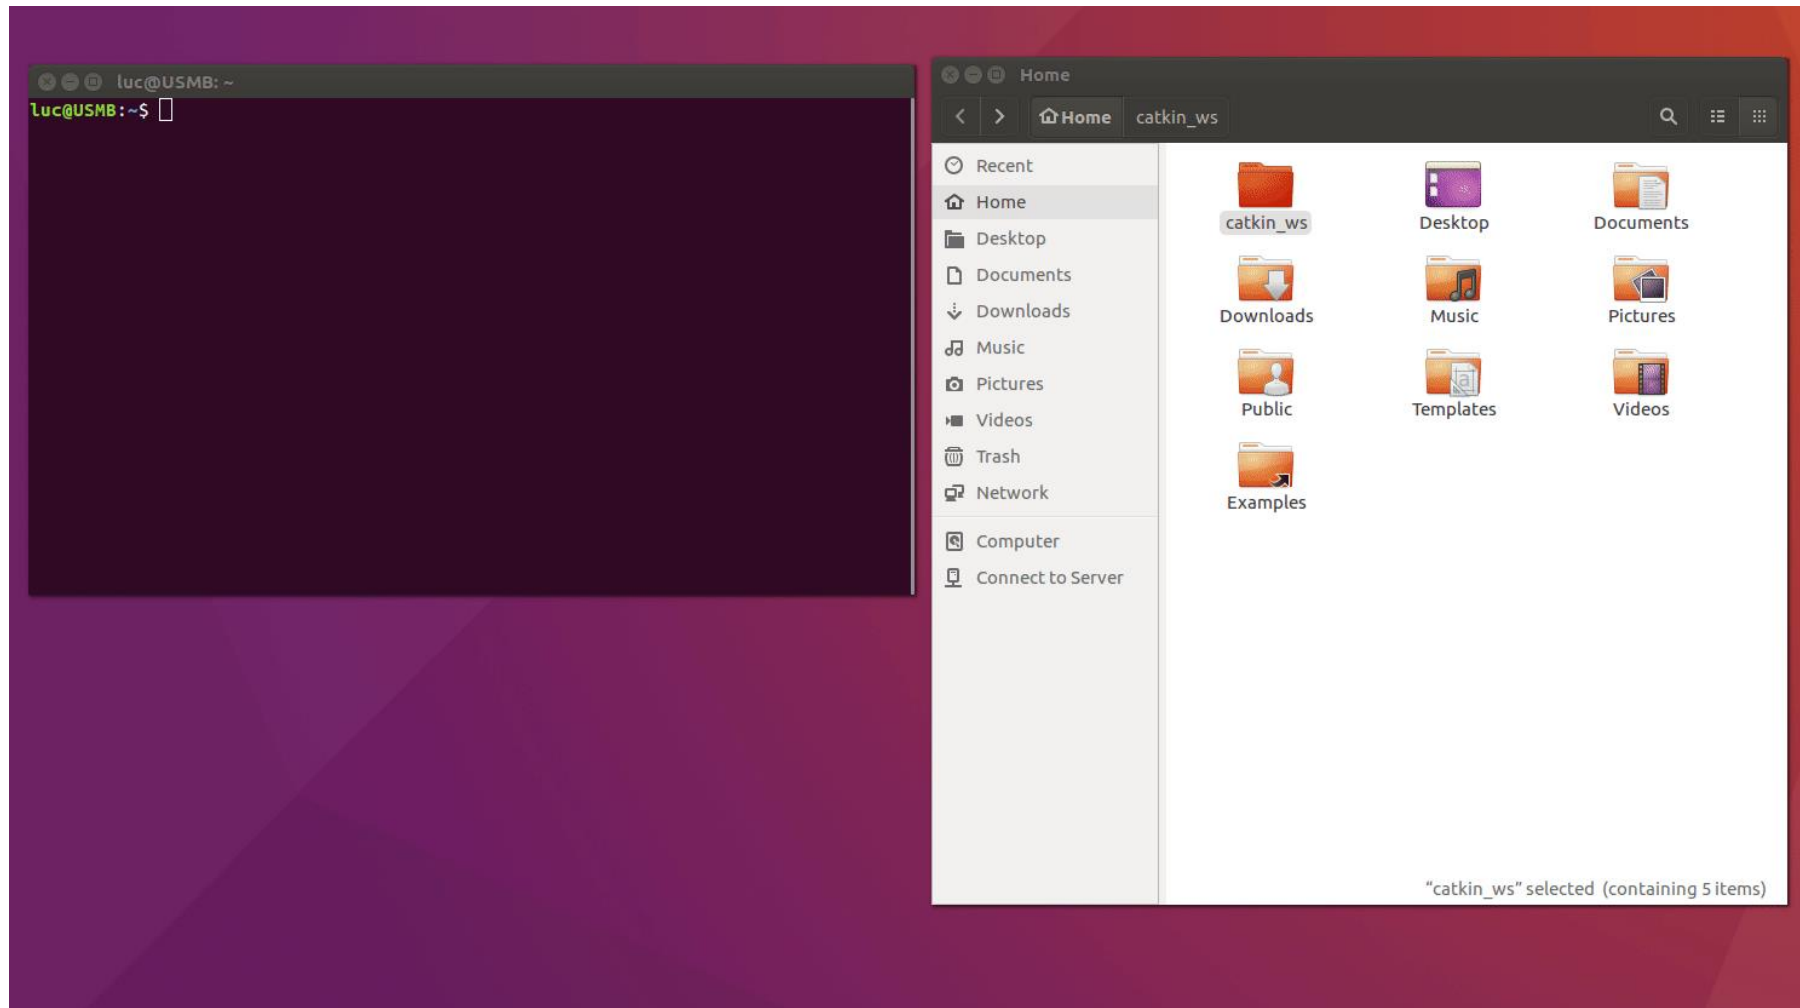 luc@USMB: ~
luc@USMB:~$
Home
Home catkin_ws
Recent
Home
Desktop
Documents
Downloads
Music
Pictures
Videos
Trash
Network
Computer
Connect to Server
catkin_ws Desktop Documents
Downloads Music Pictures
Public Templates Videos
Examples
“catkin_ws” selected (containing 5 items)